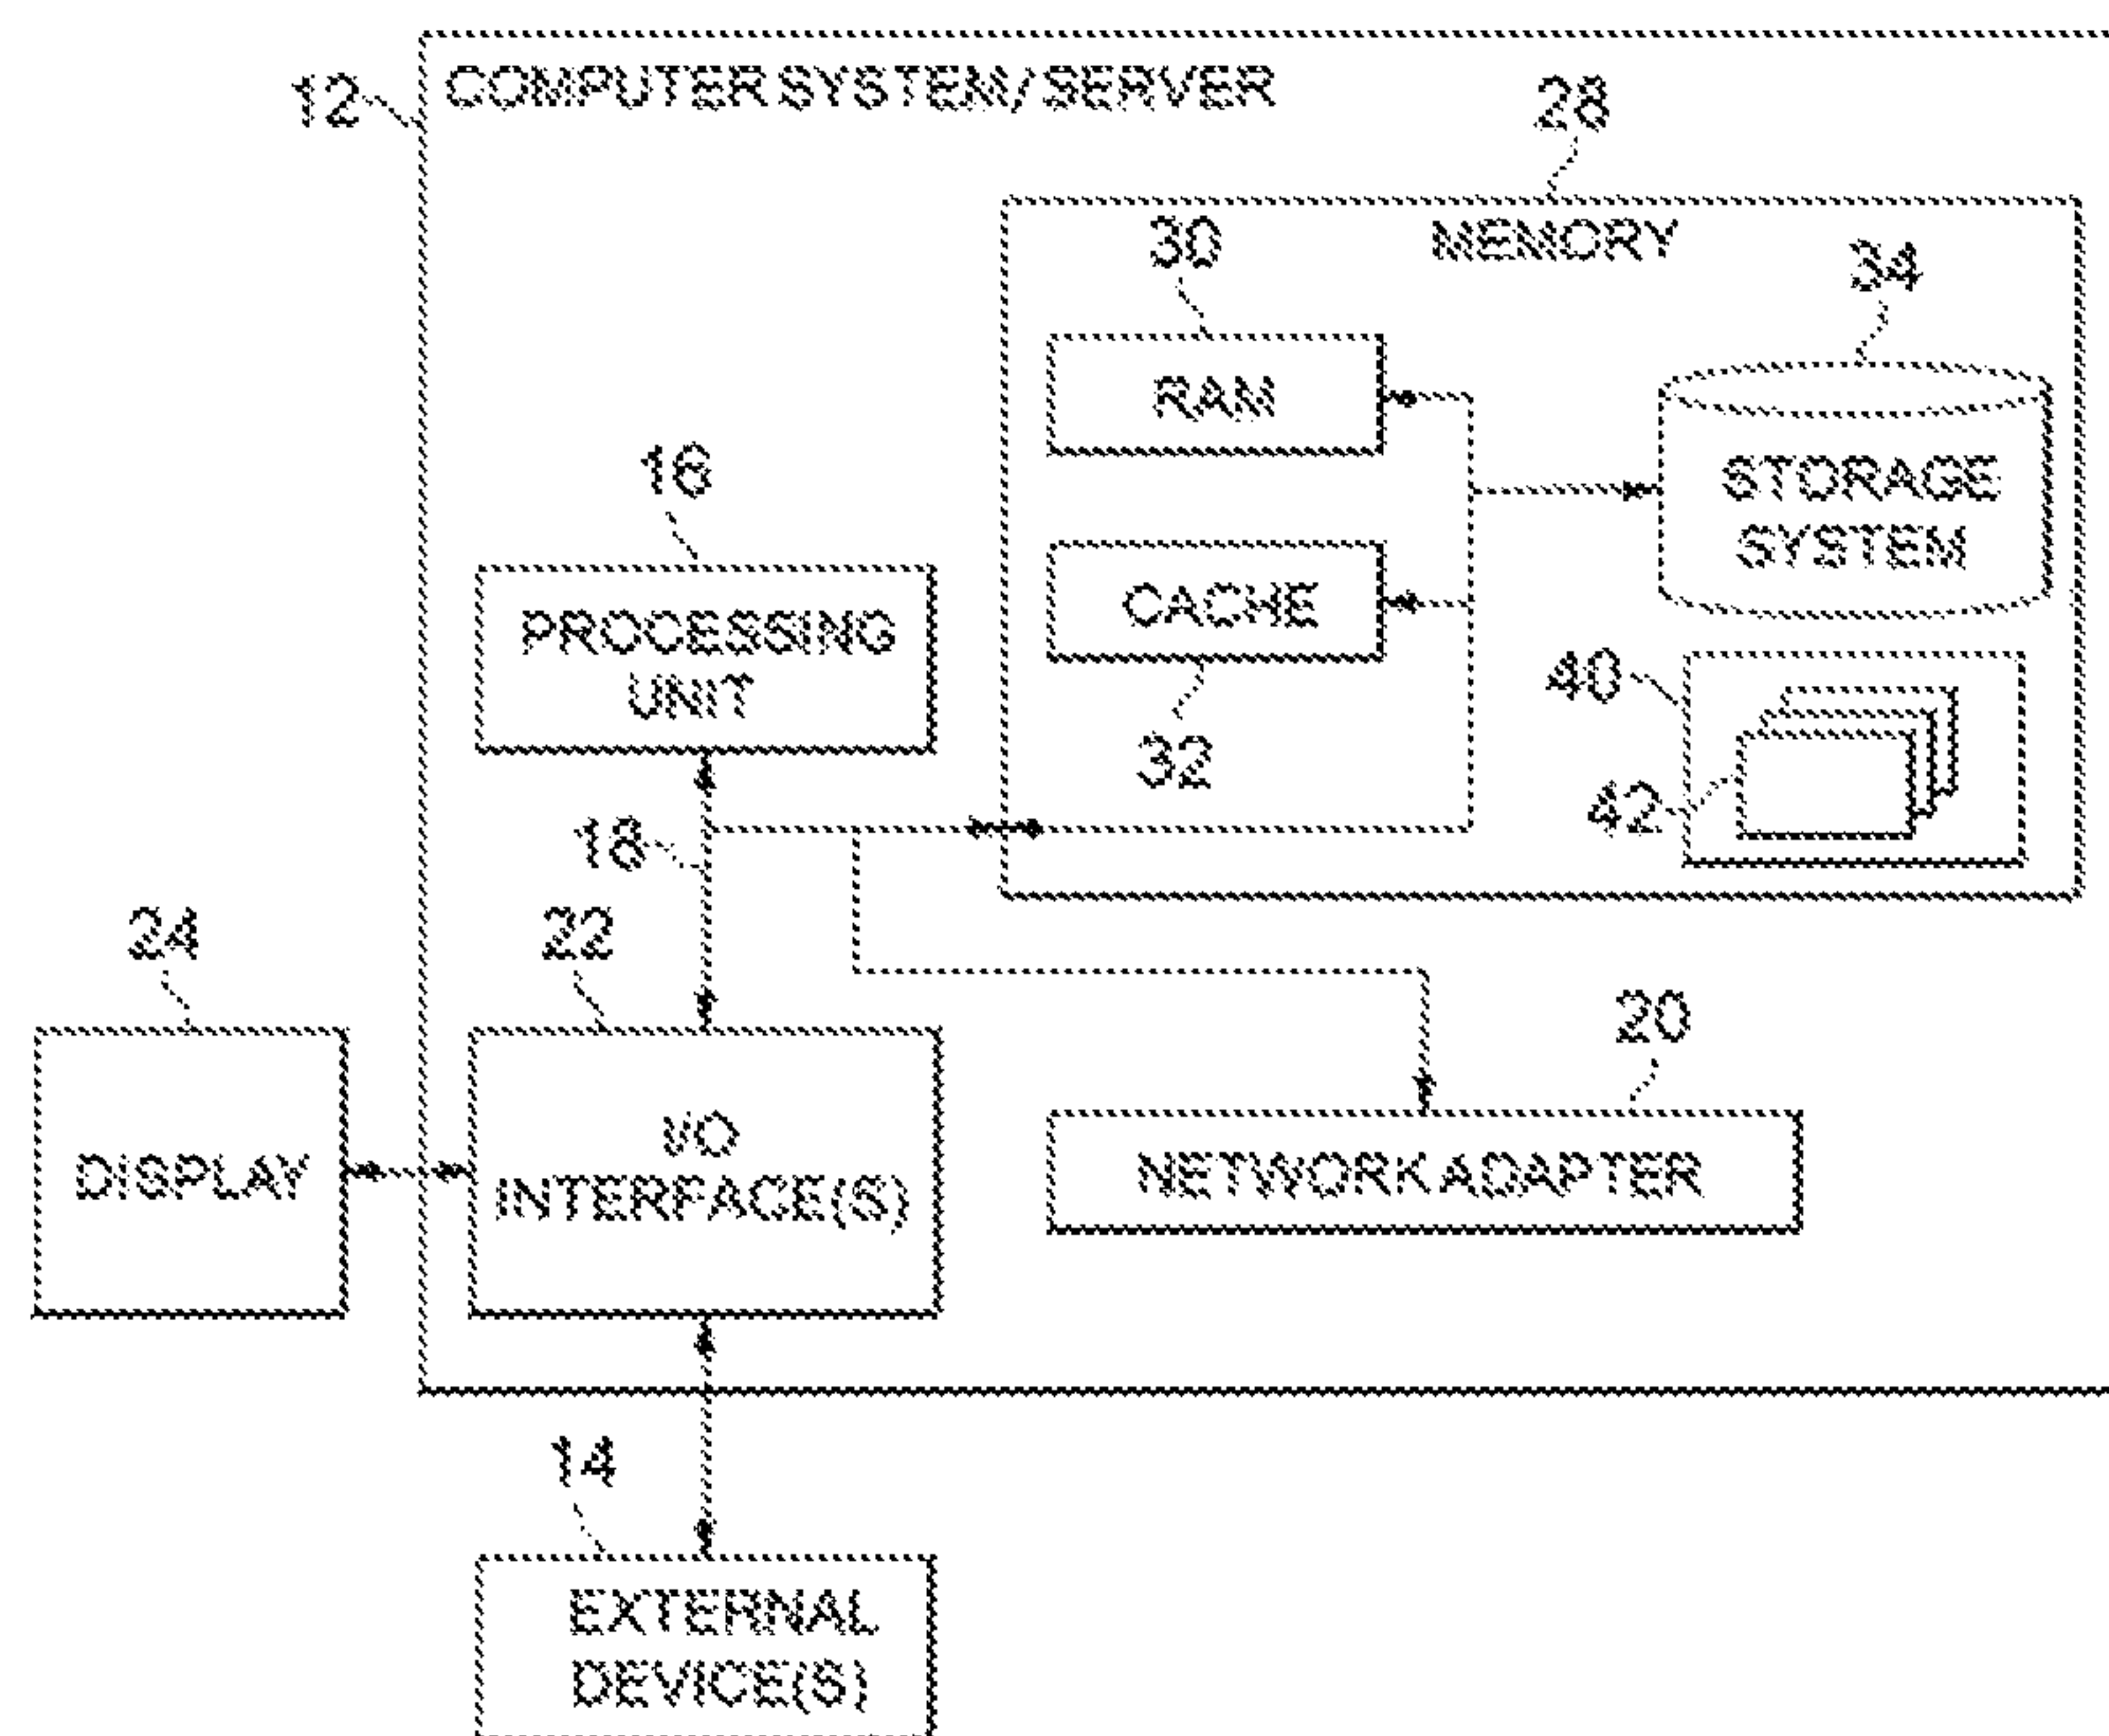 12
COMPUTER SYSTEM/ SERVER
28
MEMORY
30
34
RAM
STORAGE
SYSTEM
16
CACHE
PROCESSING
UNIT
32
40
42
18
24
22
20
DISPLAY
I/O
INTERFACE(S)
NETWORK ADAPTER
14
EXTERNAL
DEVICE(S)